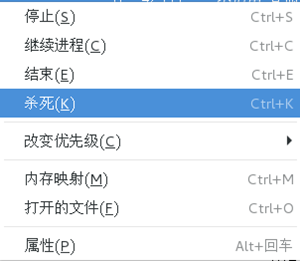 停止(S) Ctrl+S
继续进程(C) Ctrl+C
结束(E) Ctrl+E
杀死(K) Ctrl+K
改变优先级(C)
内存映射(M) Ctrl+M
打开的文件(F) Ctrl+O
属性(P) Alt+回车